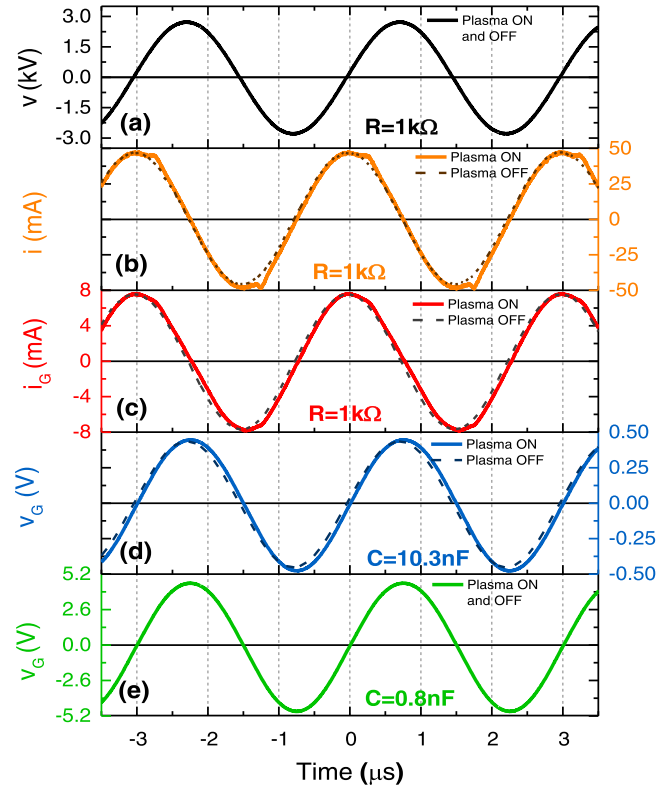 3.0
1.5
0.0
-1.5
-3.0
v (kV)
Plasma ON
and OFF
(a)
R=1kΩ
50
25
0
-25
-50
i (mA)
Plasma ON
Plasma OFF
(b)
R=1kΩ
8
4
0
-4
-8
i_G (mA)
Plasma ON
Plasma OFF
(c)
R=1kΩ
0.50
0.25
0.00
-0.25
-0.50
v_G (V)
Plasma ON
Plasma OFF
(d)
C=10.3nF
5.2
2.6
0.0
-2.6
-5.2
v_G (V)
Plasma ON
and OFF
(e)
C=0.8nF
-3 -2 -1 0 1 2 3
Time (μs)